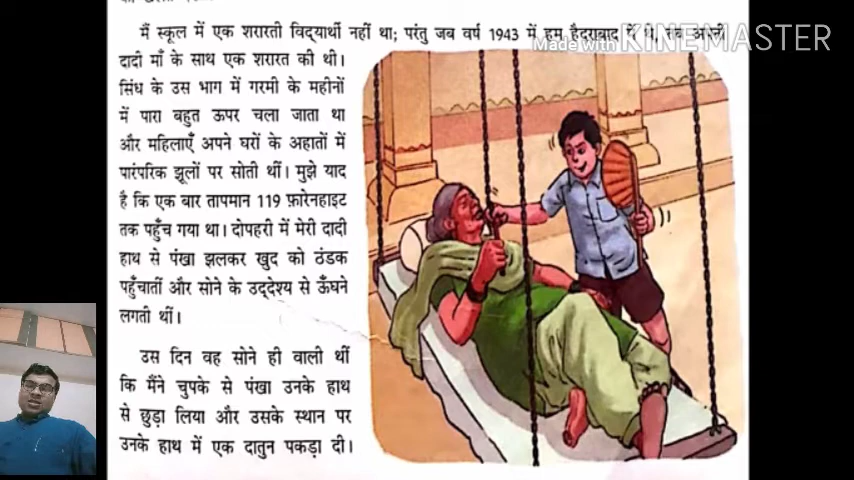 मैं स्कूल में एक शरारती विद्यार्थी नहीं था; परंतु जब वर्ष 1943 में हम हैदराबाद में थे, तब अपनी
Made with KINEMASTER
दादी माँ के साथ एक शरारत की थी।
सिंध के उस भाग में गरमी के महीनों
में पारा बहुत ऊपर चला जाता था
और महिलाएँ अपने घरों के अहातों में
पारंपरिक झूलों पर सोती थीं। मुझे याद
है कि एक बार तापमान 119 फ़ारेनहाइट
तक पहुँच गया था। दोपहरी में मेरी दादी
हाथ से पंखा झलकर खुद को ठंडक
पहुँचातीं और सोने के उद्देश्य से ऊँघने
लगती थीं।
उस दिन वह सोने ही वाली थीं
कि मैंने चुपके से पंखा उनके हाथ
से छुड़ा लिया और उसके स्थान पर
उनके हाथ में एक दातुन पकड़ा दी।